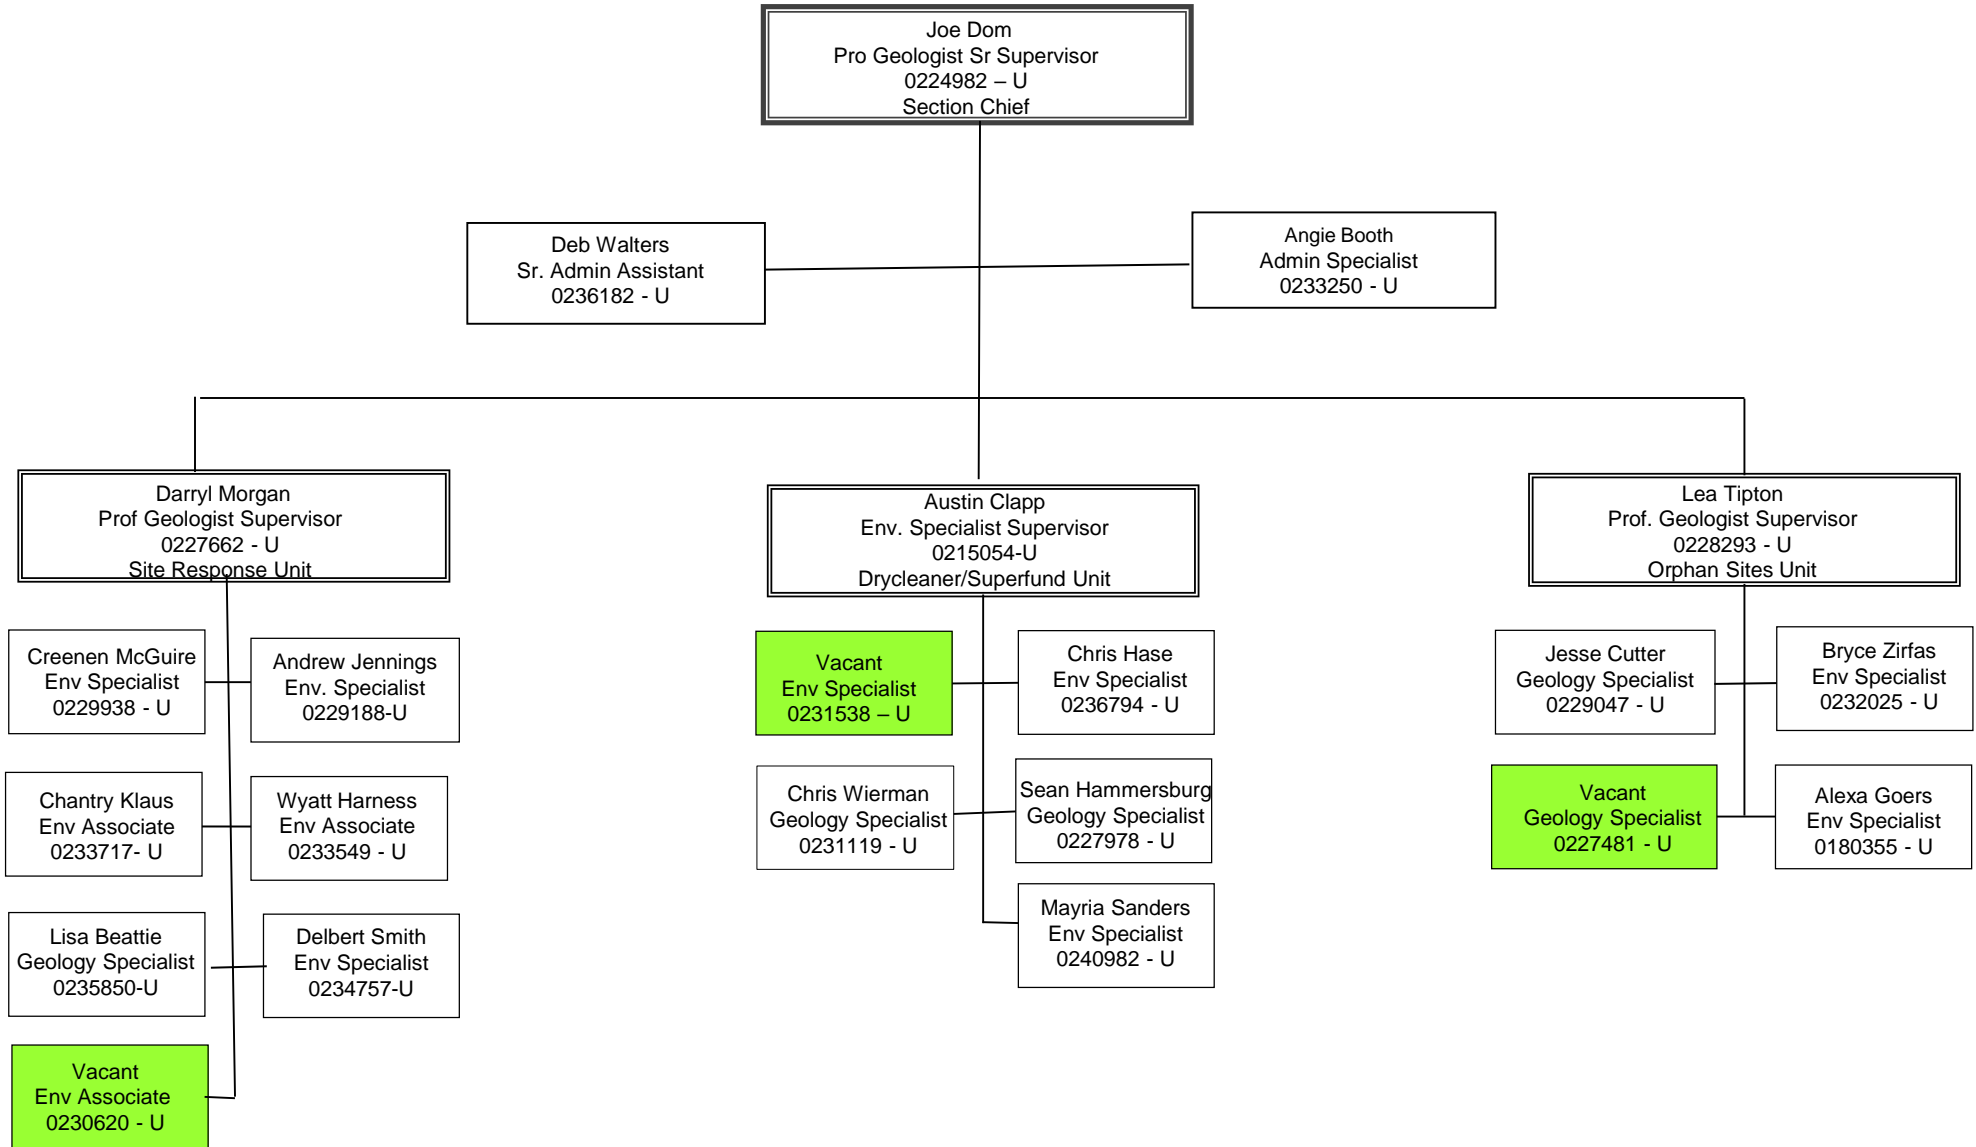 Joe Dom
Pro Geologist Sr Supervisor
0224982 – U
Section Chief
Deb Walters
Sr. Admin Assistant
0236182 - U
Angie Booth
Admin Specialist
0233250 - U
Darryl Morgan
Prof Geologist Supervisor
0227662 - U
Site Response Unit
Austin Clapp
Env. Specialist Supervisor
0215054-U
Drycleaner/Superfund Unit
Lea Tipton
Prof. Geologist Supervisor
0228293 - U
Orphan Sites Unit
Creenen McGuire
Env Specialist
0229938 - U
Andrew Jennings
Env. Specialist
0229188-U
Vacant
Env Specialist
0231538 – U
Chris Hase
Env Specialist
0236794 - U
Jesse Cutter
Geology Specialist
0229047 - U
Bryce Zirfas
Env Specialist
0232025 - U
Chantry Klaus
Env Associate
0233717- U
Wyatt Harness
Env Associate
0233549 - U
Chris Wierman
Geology Specialist
0231119 - U
Sean Hammersburg
Geology Specialist
0227978 - U
Vacant
Geology Specialist
0227481 - U
Alexa Goers
Env Specialist
0180355 - U
Lisa Beattie
Geology Specialist
0235850-U
Delbert Smith
Env Specialist
0234757-U
Mayria Sanders
Env Specialist
0240982 - U
Vacant
Env Associate
0230620 - U